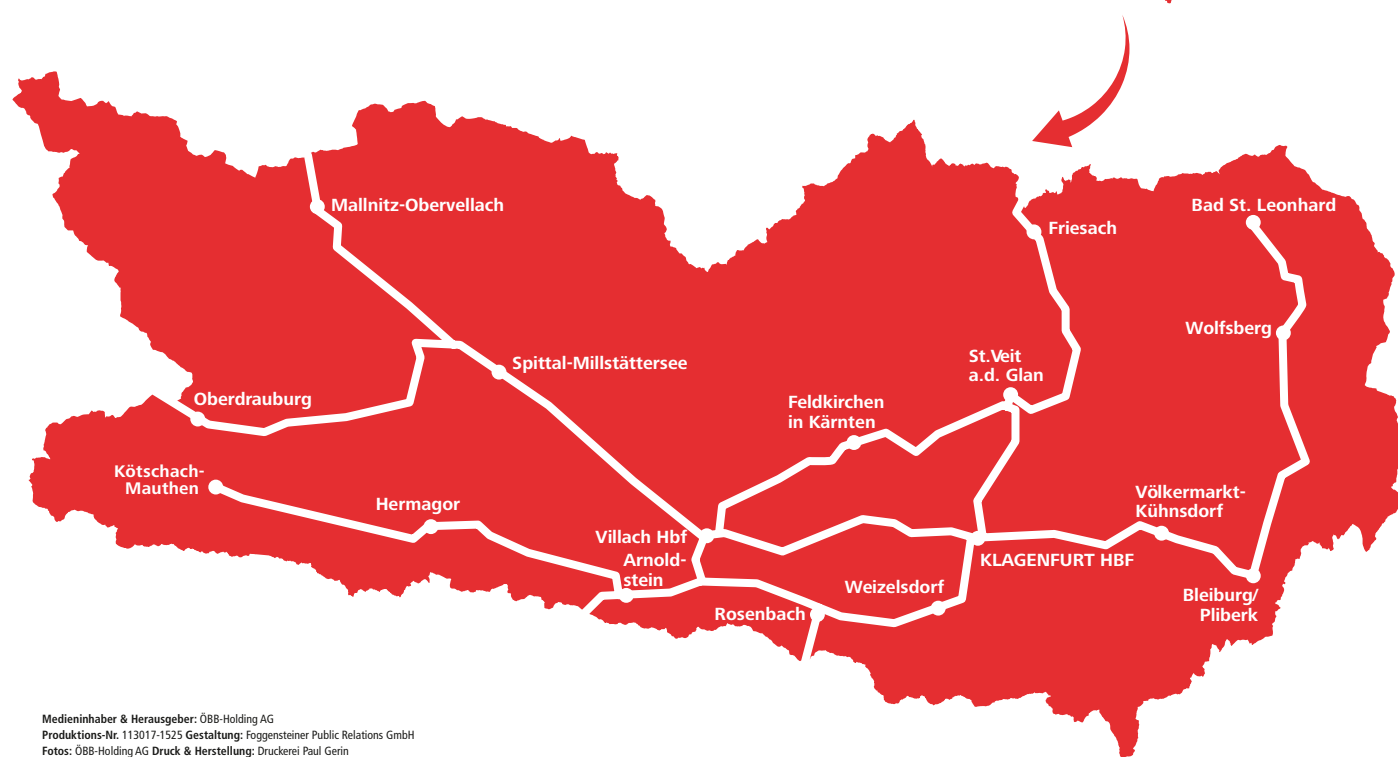 Mallnitz-Obervellach
Bad St. Leonhard
Friesach
Wolfsberg
St.Veit
a.d. Glan
Spittal-Millstättersee
Oberdrauburg
Feldkirchen
in Kärnten
Kötschach-
Mauthen
Hermagor
Völkermarkt-
Kühnsdorf
Villach Hbf
Arnold-
stein
KLAGENFURT HBF
Weizelsdorf
Rosenbach
Bleiburg/
Pliberk
Medieninhaber & Herausgeber: ÖBB-Holding AG
Produktions-Nr. 113017-1525 Gestaltung: Foggensteiner Public Relations GmbH
Fotos: ÖBB-Holding AG Druck & Herstellung: Druckerei Paul Gerin